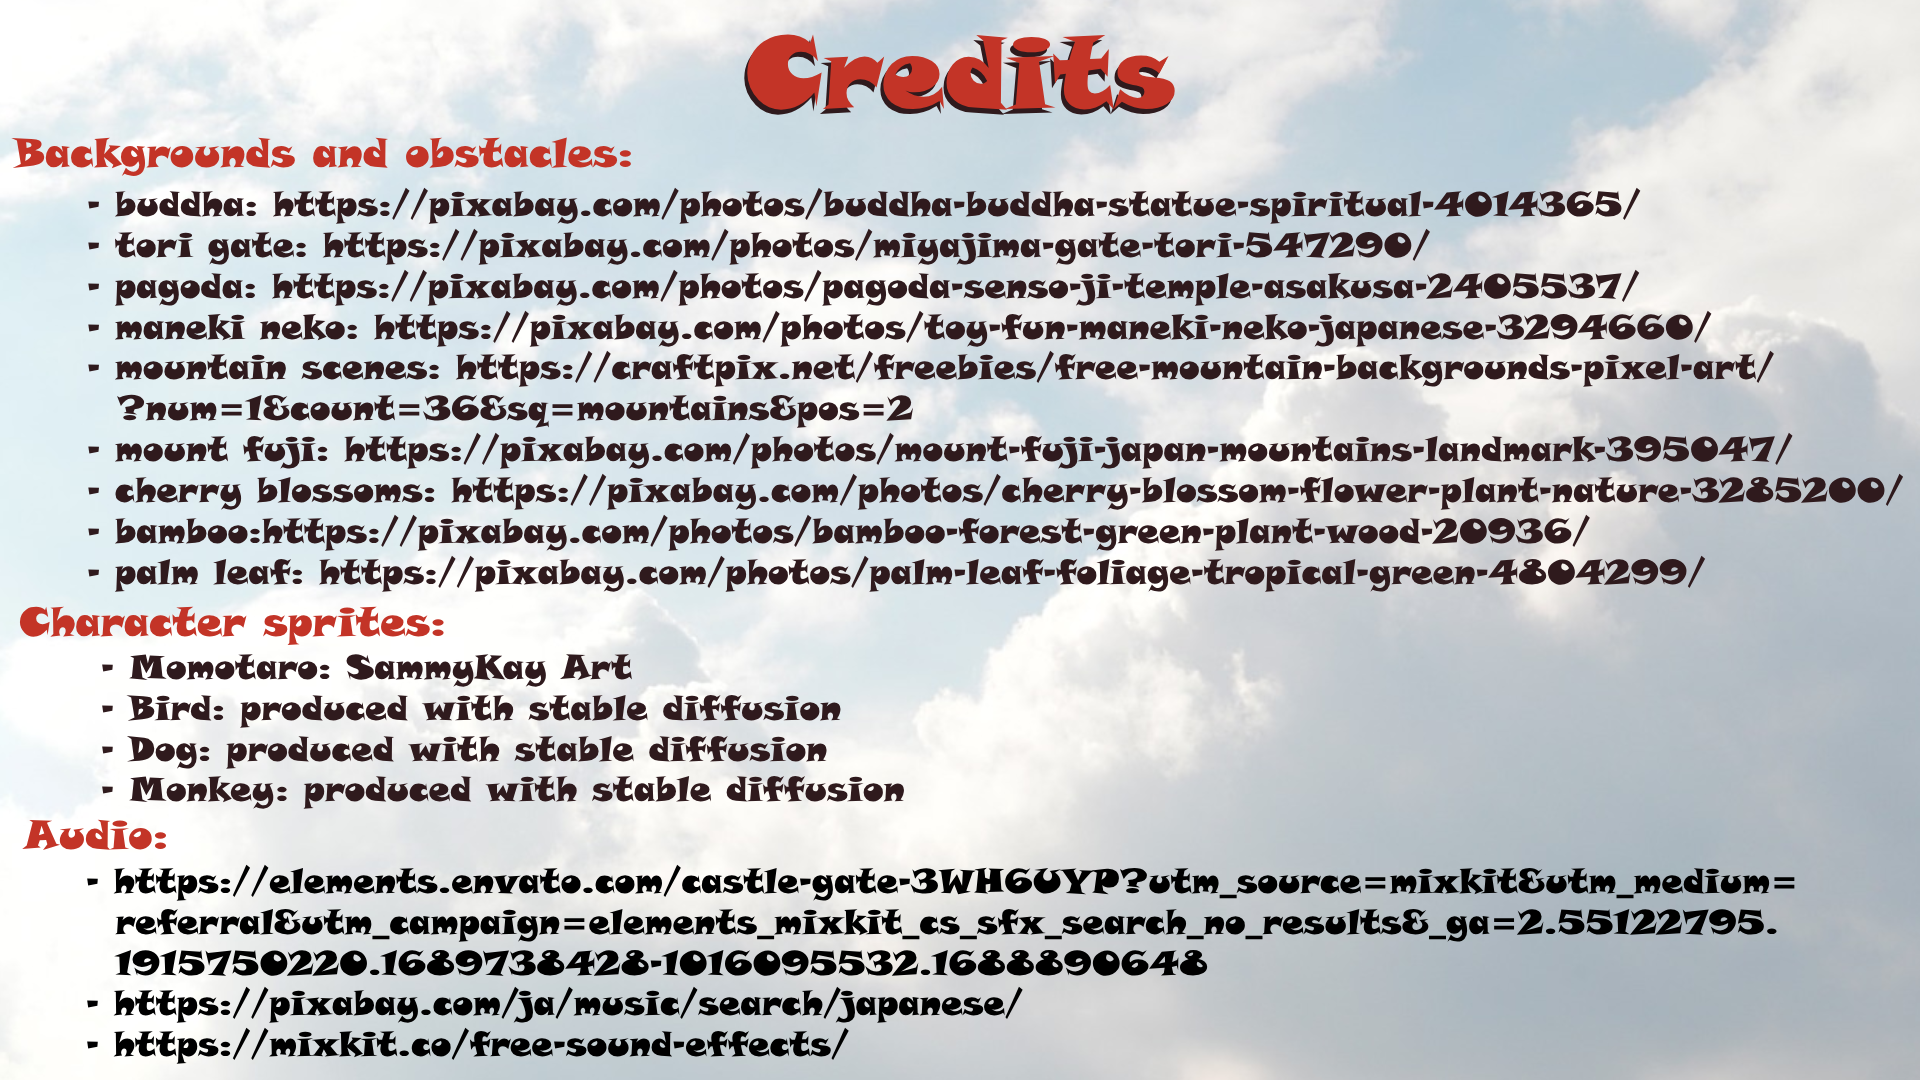 Credits
Backgrounds and obstacles:
- buddha: https://pixabay.com/photos/buddha-buddha-statue-spiritual-4014365/
- tori gate: https://pixabay.com/photos/miyajima-gate-tori-547290/
- pagoda: https://pixabay.com/photos/pagoda-senso-ji-temple-asakusa-2405537/
- maneki neko: https://pixabay.com/photos/toy-fun-maneki-neko-japanese-3294660/
- mountain scenes: https://craftpix.net/freebies/free-mountain-backgrounds-pixel-art/
?num=1&count=36&sq=mountains&pos=2
- mount fuji: https://pixabay.com/photos/mount-fuji-japan-mountains-landmark-395047/
- cherry blossoms: https://pixabay.com/photos/cherry-blossom-flower-plant-nature-3285200/
- bamboo:https://pixabay.com/photos/bamboo-forest-green-plant-wood-20936/
- palm leaf: https://pixabay.com/photos/palm-leaf-foliage-tropical-green-4804299/
Character sprites:
- Momotaro: SammyKay Art
- Bird: produced with stable diffusion
- Dog: produced with stable diffusion
- Monkey: produced with stable diffusion
Audio:
- https://elements.envato.com/castle-gate-3WH6UYP?utm_source=mixkit&utm_medium=
referral&utm_campaign=elements_mixkit_cs_sfx_search_no_results&_ga=2.55122795.
1915750220.1689738428-1016095532.1688890648
- https://pixabay.com/ja/music/search/japanese/
- https://mixkit.co/free-sound-effects/